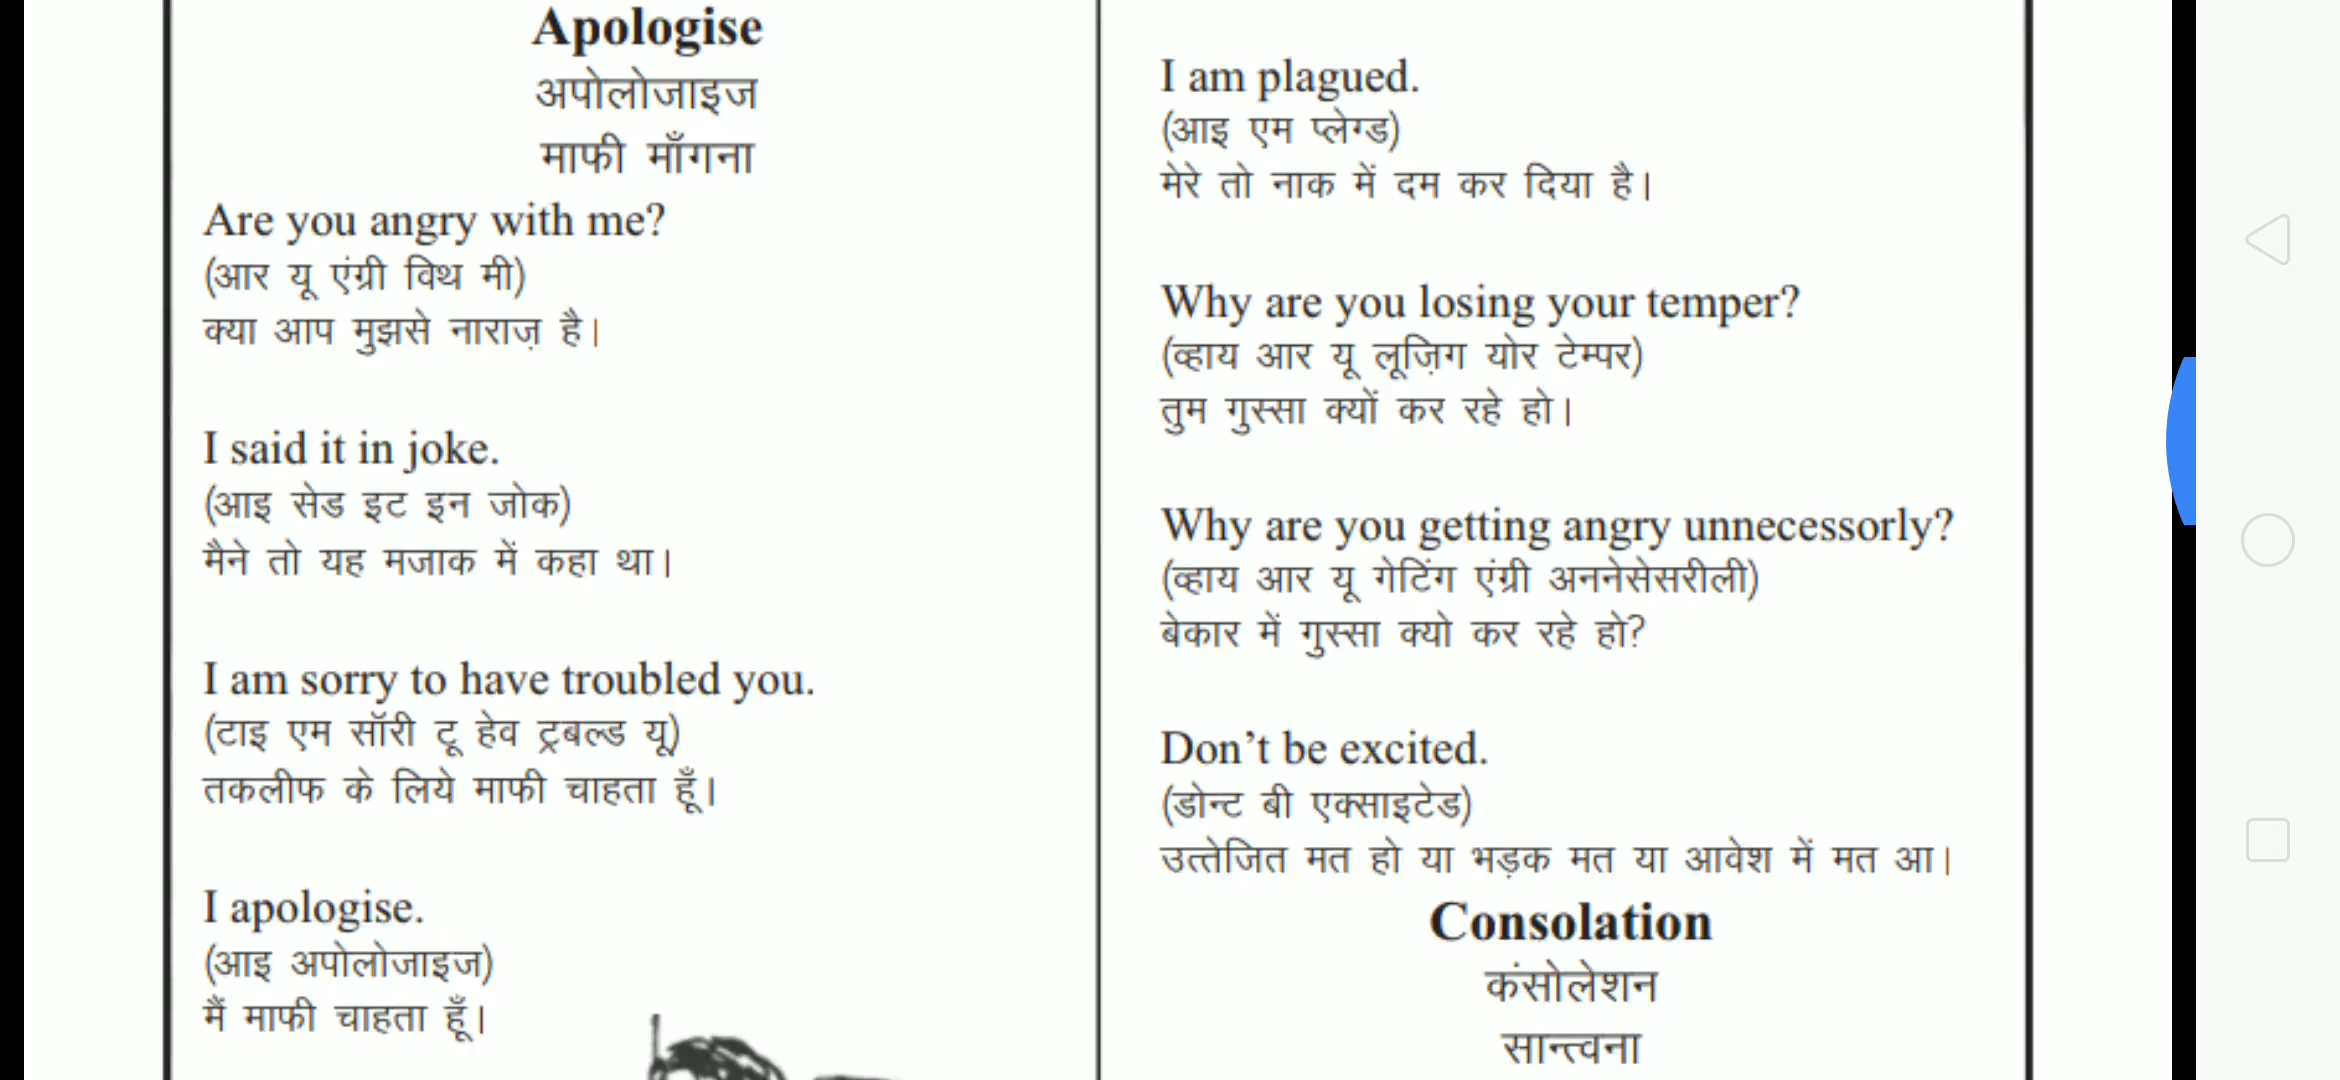 Apologise
अपोलोजाइज
माफी माँगना
Are you angry with me?
(आर यू एंग्री विथ मी)
क्या आप मुझसे नाराज़ है।
I said it in joke.
(आइ सेड इट इन जोक)
मैने तो यह मजाक में कहा था।
I am sorry to have troubled you.
(टाइ एम सॉरी टू हेव ट्रबल्ड यू)
तकलीफ के लिये माफी चाहता हूँ।
I apologise.
(आइ अपोलोजाइज)
मैं माफी चाहता हूँ।
I am plagued.
(आइ एम प्लेग्ड)
मेरे तो नाक में दम कर दिया है।
Why are you losing your temper?
(व्हाय आर यू लूज़िग योर टेम्पर)
तुम गुस्सा क्यों कर रहे हो।
Why are you getting angry unnecessorly?
(व्हाय आर यू गेटिंग एंग्री अननेसेसरीली)
बेकार में गुस्सा क्यो कर रहे हो?
Don’t be excited.
(डोन्ट बी एक्साइटेड)
उत्तेजित मत हो या भड़क मत या आवेश में मत आ।
Consolation
कंसोलेशन
सान्त्वना